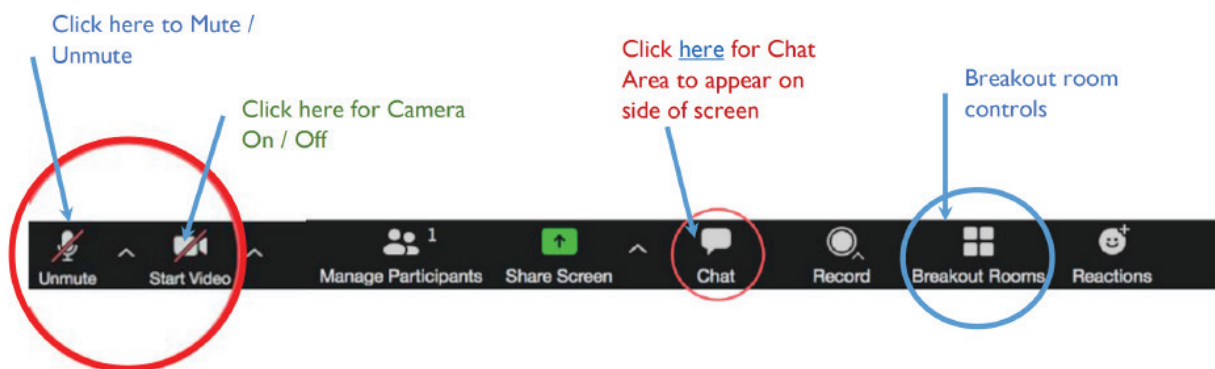 Click here to Mute /
Unmute
Click here for Camera
On / Off
Click here for Chat
Area to appear on
side of screen
Breakout room
controls
Unmute
Start Video
Manage Participants
1
Share Screen
Chat
Record
Breakout Rooms
Reactions